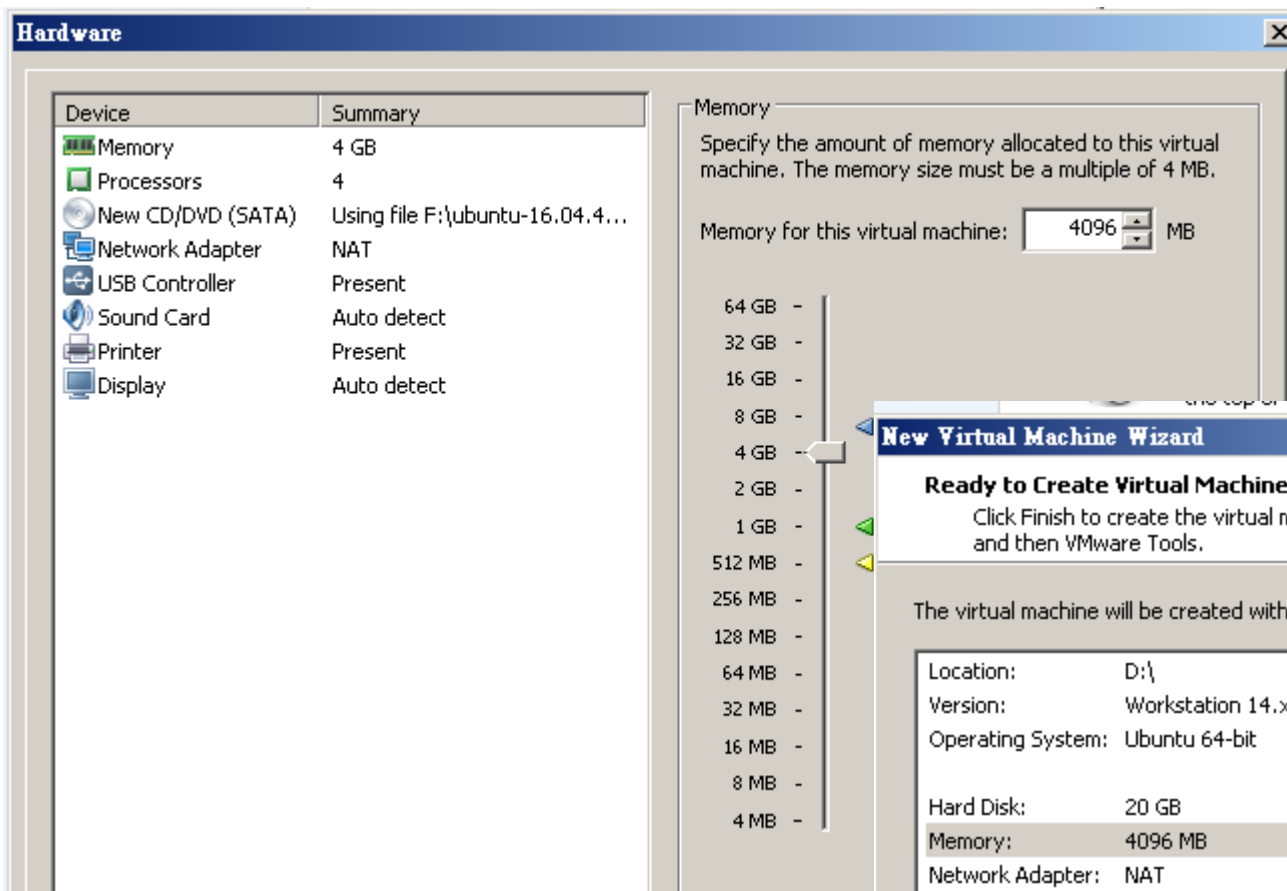 Hardware
Device Summary
Memory 4 GB
Processors 4
New CD/DVD (SATA) Using file F:\ubuntu-16.04.4...
Network Adapter NAT
USB Controller Present
Sound Card Auto detect
Printer Present
Display Auto detect
Memory
Specify the amount of memory allocated to this virtual
machine. The memory size must be a multiple of 4 MB.
Memory for this virtual machine: 4096 MB
64 GB
32 GB
16 GB
8 GB
4 GB
2 GB
1 GB
512 MB
256 MB
128 MB
64 MB
32 MB
16 MB
8 MB
4 MB
New Virtual Machine Wizard
Ready to Create Virtual Machine
Click Finish to create the virtual
and then VMware Tools.
The virtual machine will be created with
Location: D:\
Version: Workstation 14.x
Operating System: Ubuntu 64-bit
Hard Disk: 20 GB
Memory: 4096 MB
Network Adapter: NAT